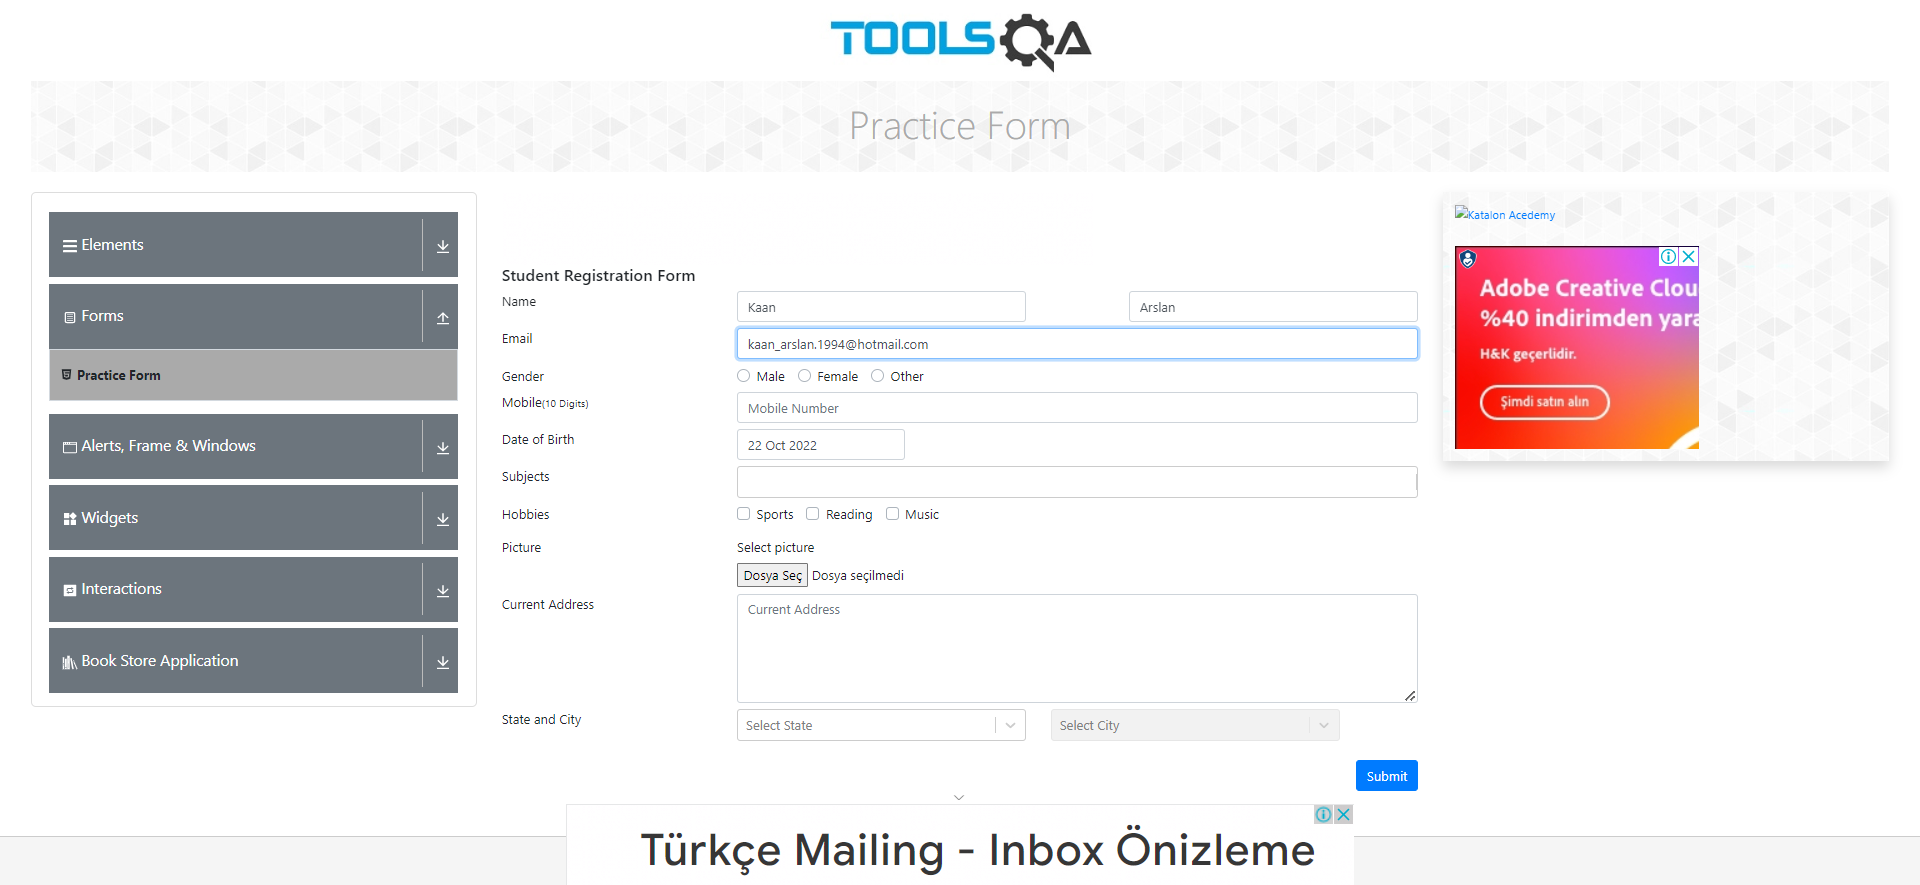 TOOLSQA
Practice Form
Elements
Forms
Practice Form
Alerts, Frame & Windows
Widgets
Interactions
Book Store Application
Student Registration Form
Name
Kaan
Arslan
Email
kaan_arslan.1994@hotmail.com
Gender
Male Female Other
Mobile(10 Digits)
Mobile Number
Date of Birth
22 Oct 2022
Subjects
Hobbies
Sports Reading Music
Picture
Select picture
Dosya Seç Dosya seçilmedi
Current Address
Current Address
State and City
Select State
Select City
Submit
Katalon Acedemy
Adobe Creative Clou
%40 indirimden yara
H&K geçerlidir.
Şimdi satın alın
Türkçe Mailing - Inbox Önizleme